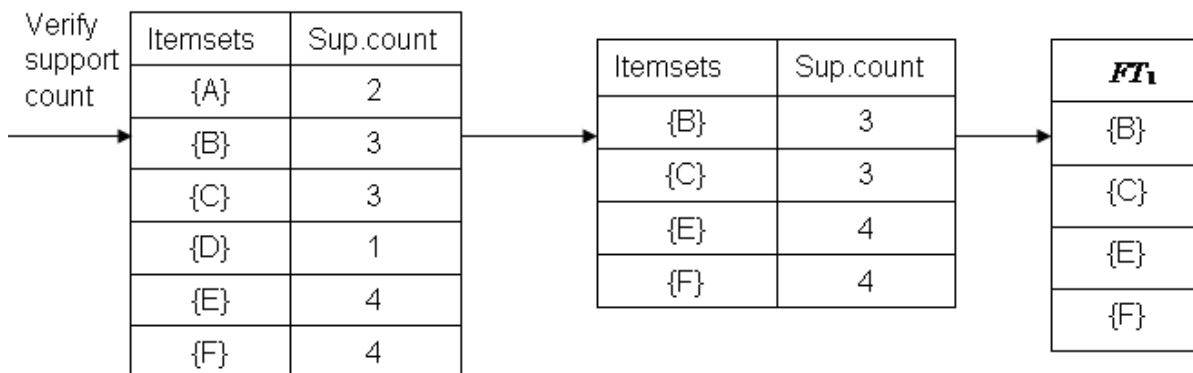 Verify
support
count
Itemsets Sup.count
{A} 2
{B} 3
{C} 3
{D} 1
{E} 4
{F} 4
Itemsets Sup.count
{B} 3
{C} 3
{E} 4
{F} 4
FT₁
{B}
{C}
{E}
{F}